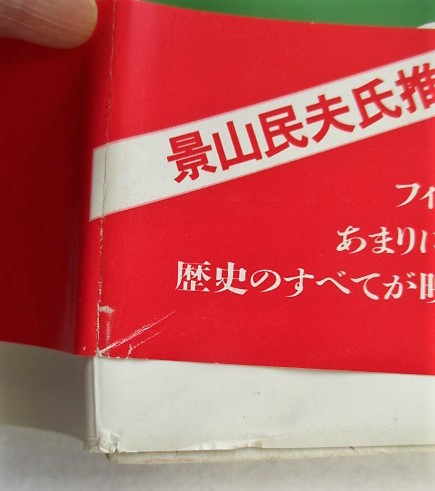 景山民夫氏推
フィ
あまりに
歴史のすべてが明